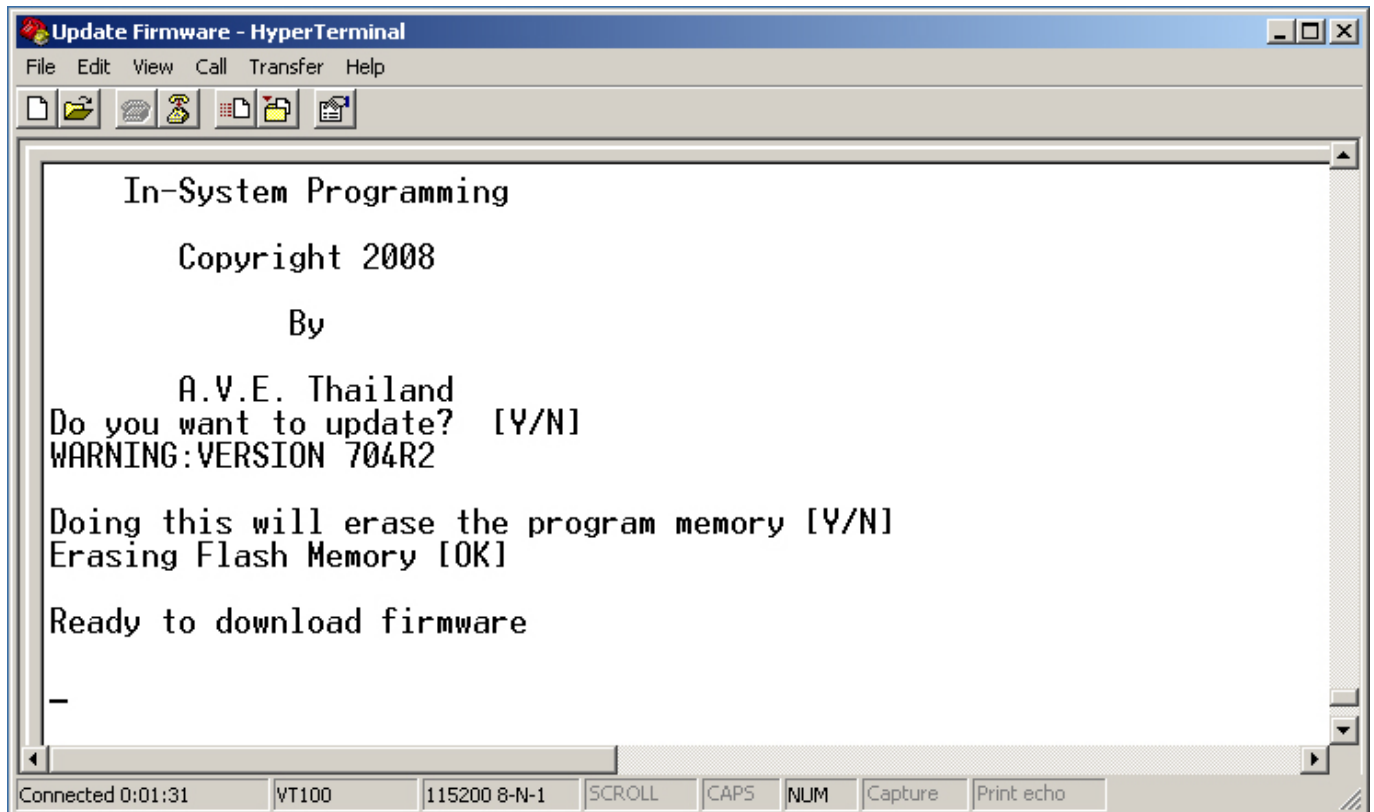 Update Firmware - HyperTerminal
File Edit View Call Transfer Help
In-System Programming
Copyright 2008
By
A.V.E. Thailand
Do you want to update?  [Y/N]
WARNING:VERSION 704R2
Doing this will erase the program memory [Y/N]
Erasing Flash Memory [OK]
Ready to download firmware
Connected 0:01:31 VT100 115200 8-N-1 SCROLL CAPS NUM Capture Print echo